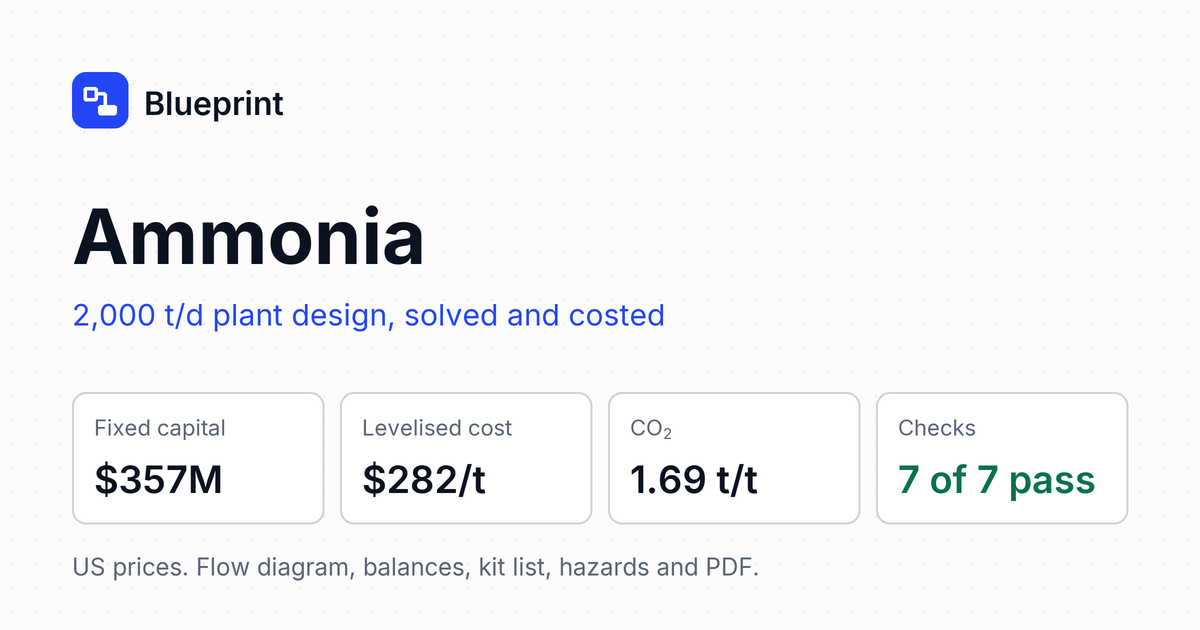 Blueprint
Ammonia
2,000 t/d plant design, solved and costed
Fixed capital
$357M
Levelised cost
$282/t
CO₂
1.69 t/t
Checks
7 of 7 pass
US prices. Flow diagram, balances, kit list, hazards and PDF.